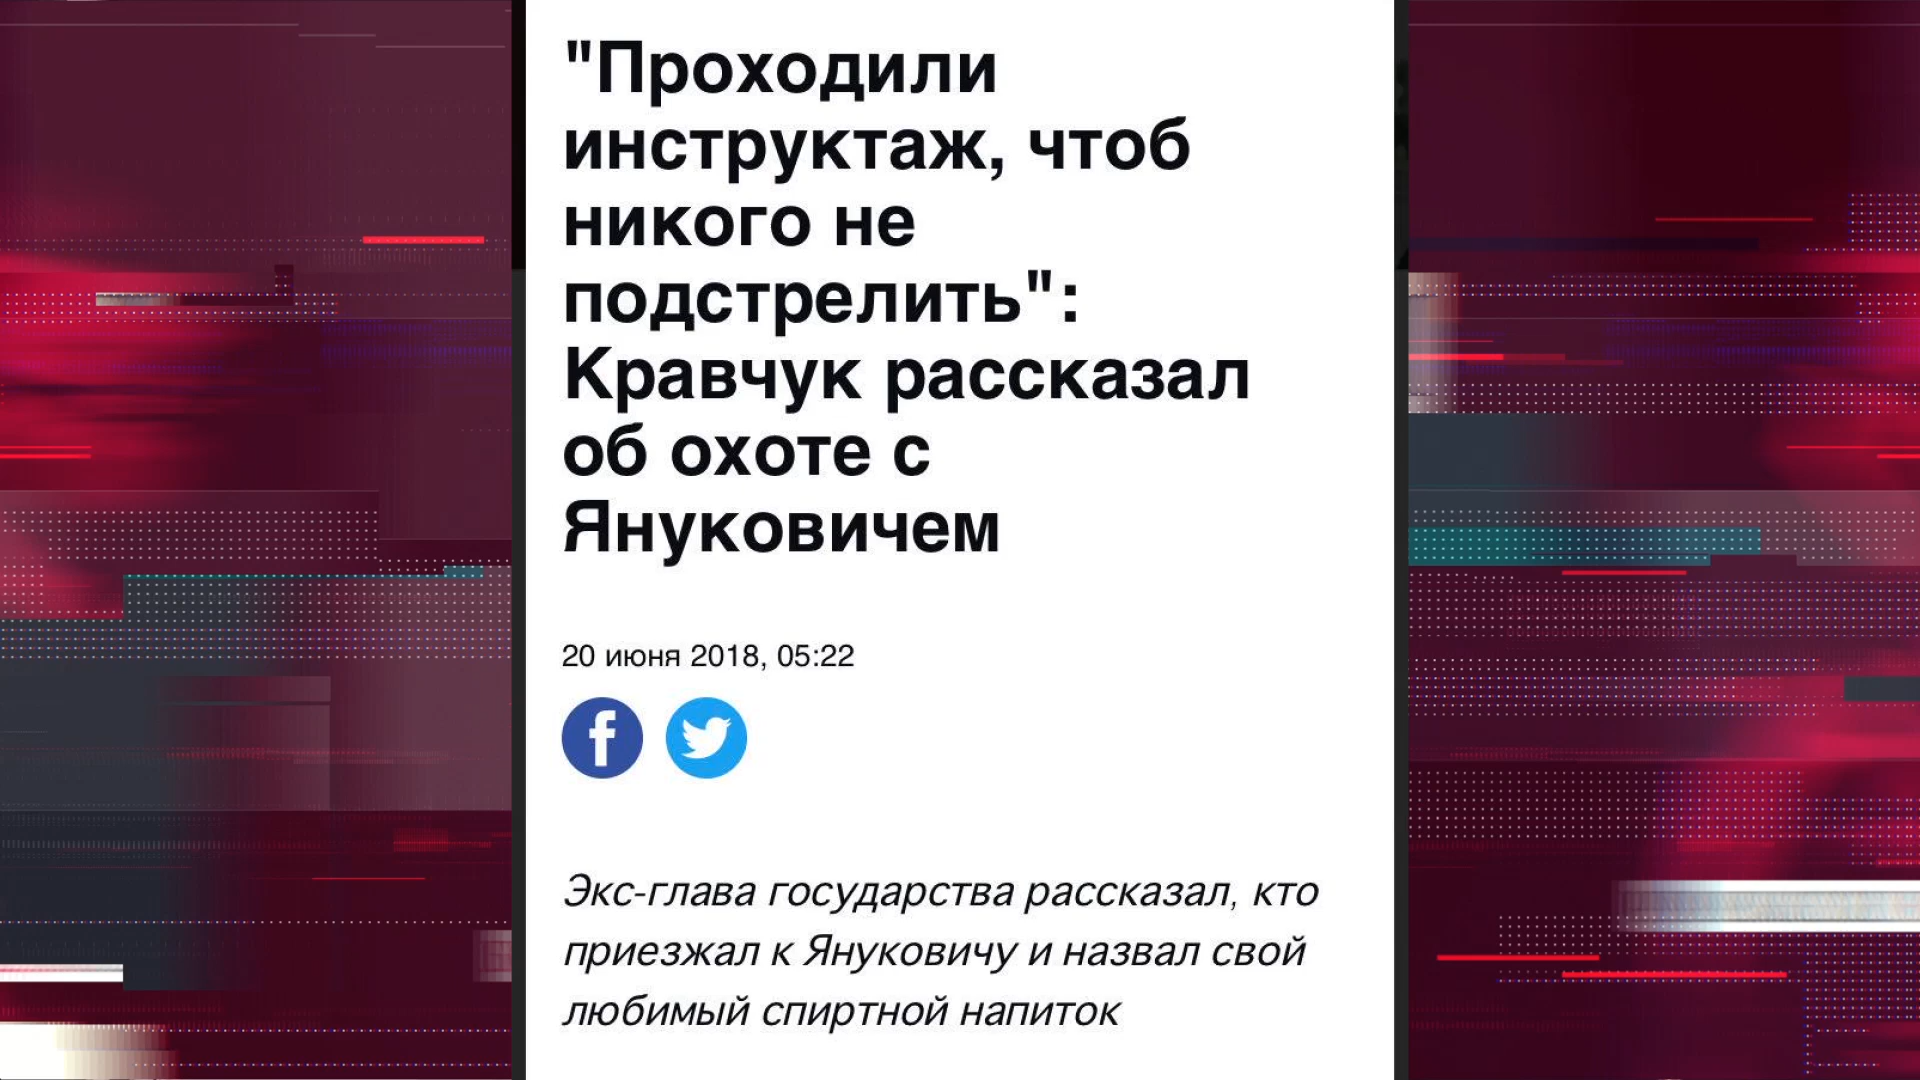 "Проходили
инструктаж, чтоб
никого не
подстрелить":
Кравчук рассказал
об охоте с
Януковичем
20 июня 2018, 05:22
Экс-глава государства рассказал, кто
приезжал к Януковичу и назвал свой
любимый спиртной напиток